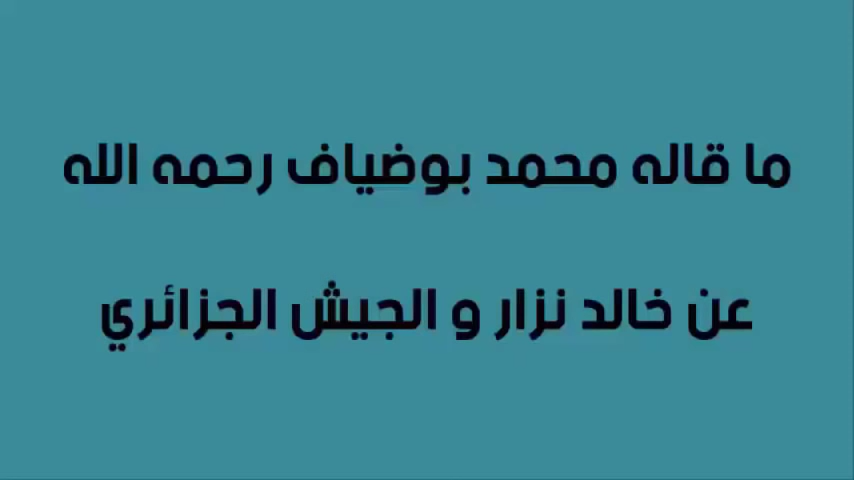 ما قاله محمد بوضياف رحمه الله
عن خالد نزار و الجيش الجزائري